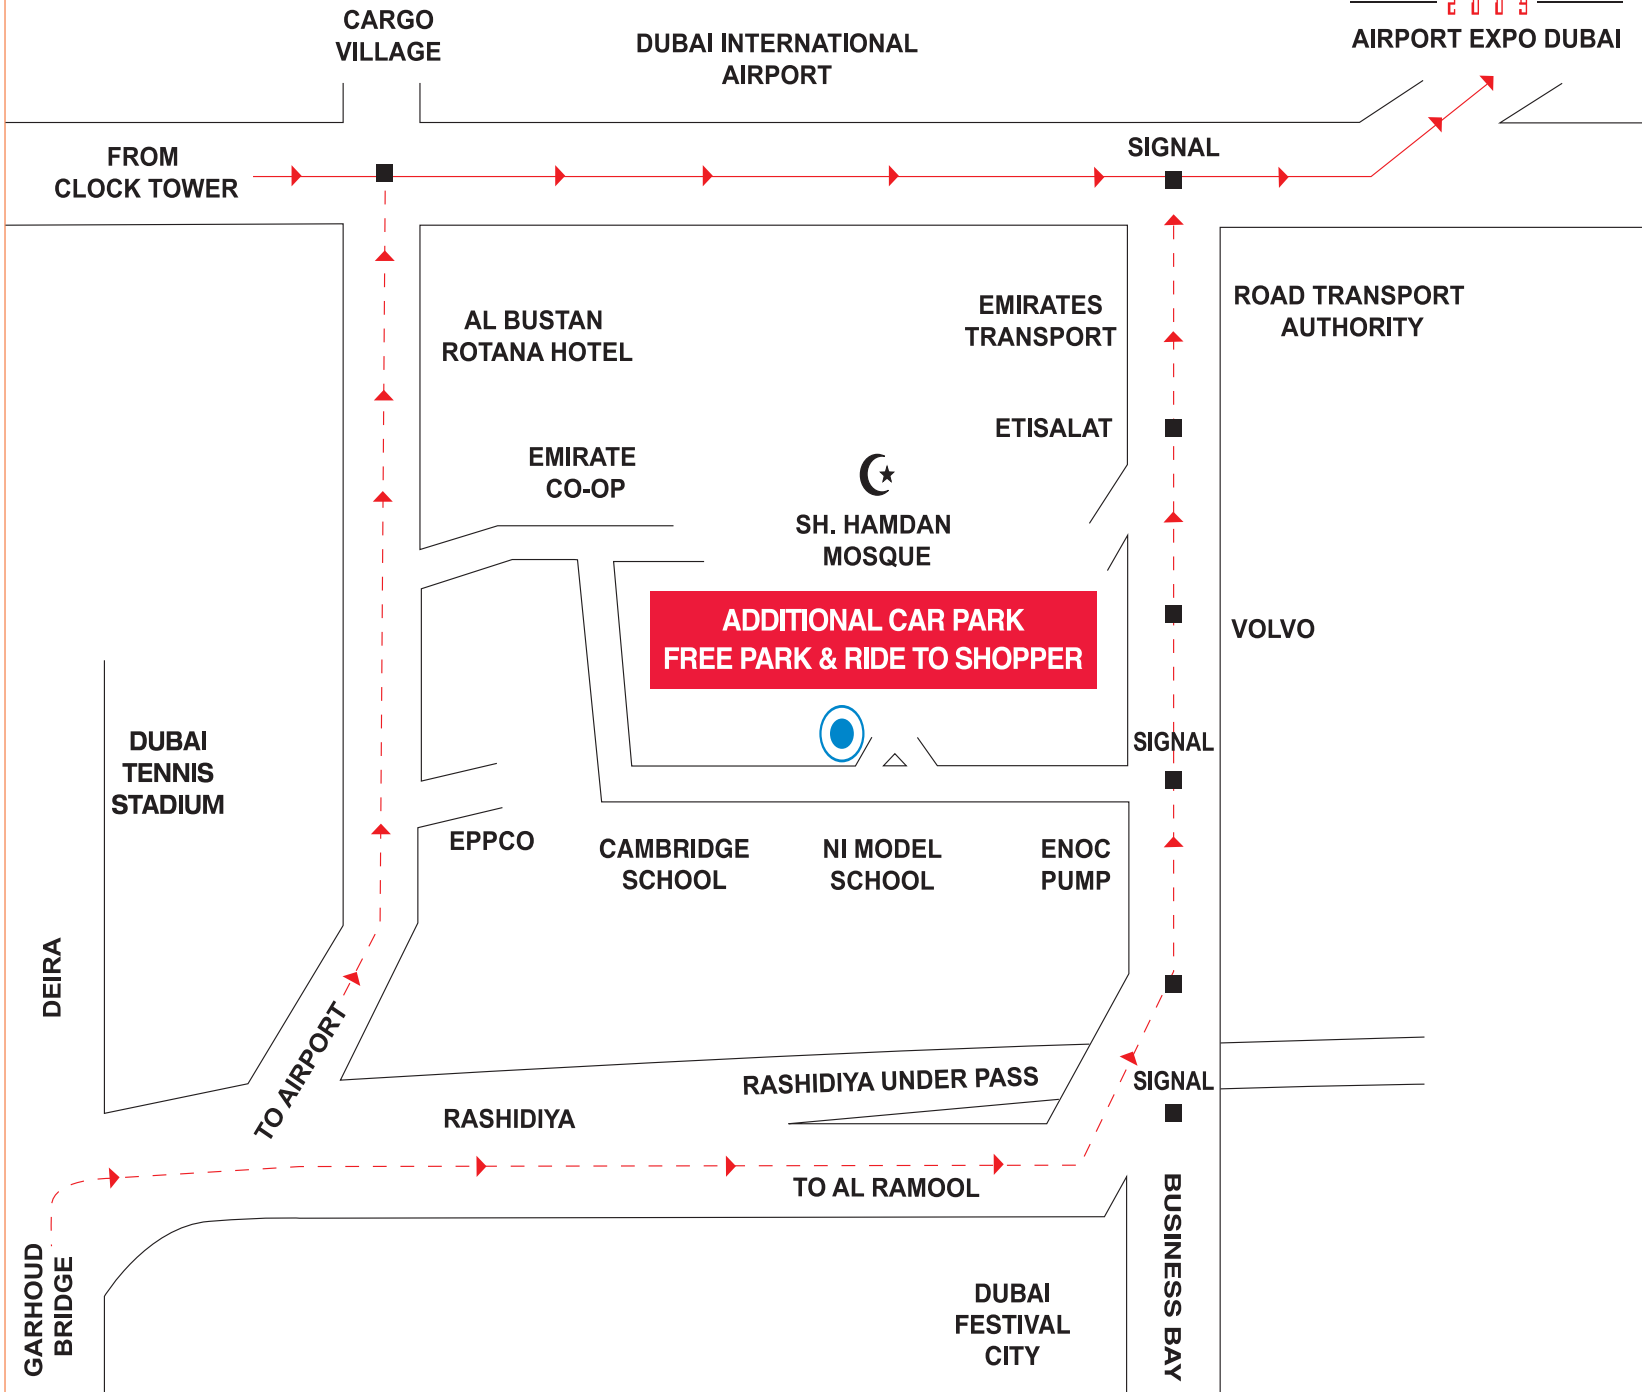 2009
AIRPORT EXPO DUBAI
CARGO
VILLAGE
DUBAI INTERNATIONAL
AIRPORT
FROM
CLOCK TOWER
SIGNAL
AL BUSTAN
ROTANA HOTEL
EMIRATES
TRANSPORT
ROAD TRANSPORT
AUTHORITY
ETISALAT
EMIRATE
CO-OP
SH. HAMDAN
MOSQUE
ADDITIONAL CAR PARK
FREE PARK & RIDE TO SHOPPER
VOLVO
DUBAI
TENNIS
STADIUM
SIGNAL
EPPCO
CAMBRIDGE
SCHOOL
NI MODEL
SCHOOL
ENOC
PUMP
DEIRA
TO AIRPORT
RASHIDIYA UNDER PASS
SIGNAL
RASHIDIYA
TO AL RAMOOL
GARHOUD
BRIDGE
DUBAI
FESTIVAL
CITY
BUSINESS BAY